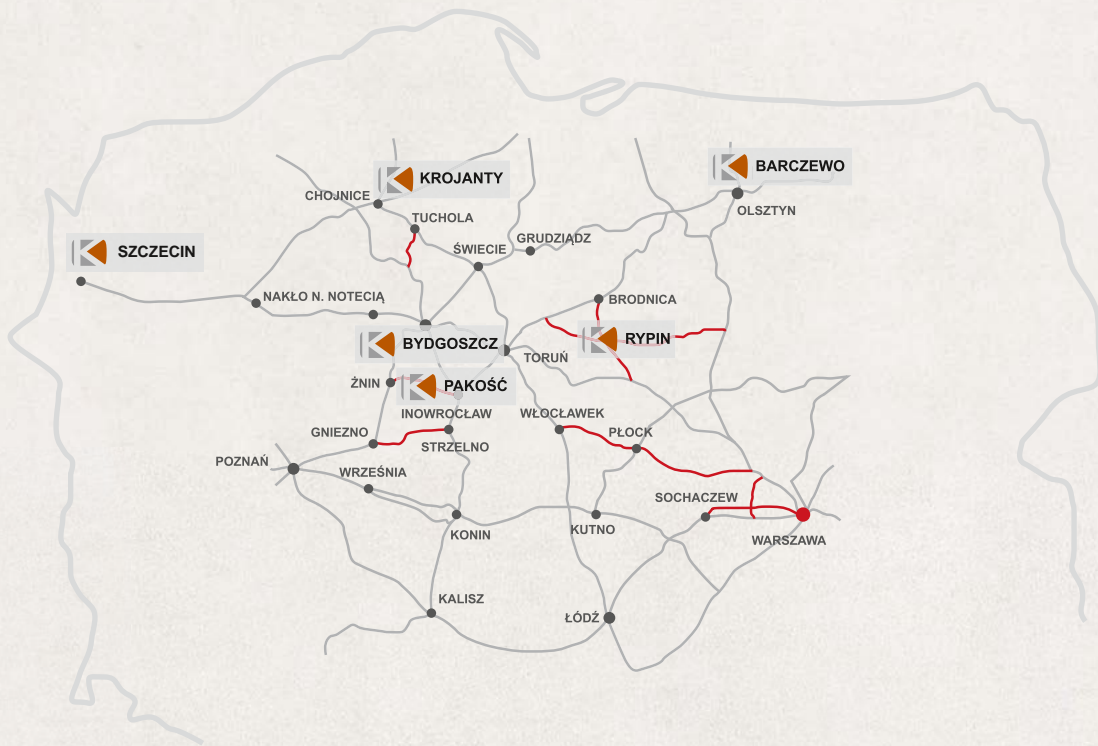 BARCZEWO
KROJANTY
CHOJNICE
OLSZTYN
TUCHOLA
GRUDZIĄDZ
ŚWIECIE
SZCZECIN
NAKŁO N. NOTECIĄ
BRODNICA
RYPIN
BYDGOSZCZ
TORUŃ
ŻNIN
PAKOŚĆ
INOWROCŁAW
WŁOCŁAWEK
GNIEZNO
PŁOCK
STRZELNO
POZNAŃ
WRZEŚNIA
SOCHACZEW
KUTNO
KONIN
WARSZAWA
KALISZ
ŁÓDŹ